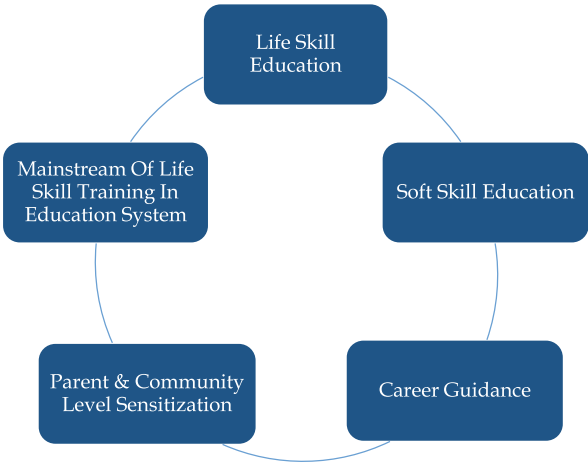 Life Skill
Education
Soft Skill Education
Career Guidance
Parent & Community
Level Sensitization
Mainstream Of Life
Skill Training In
Education System